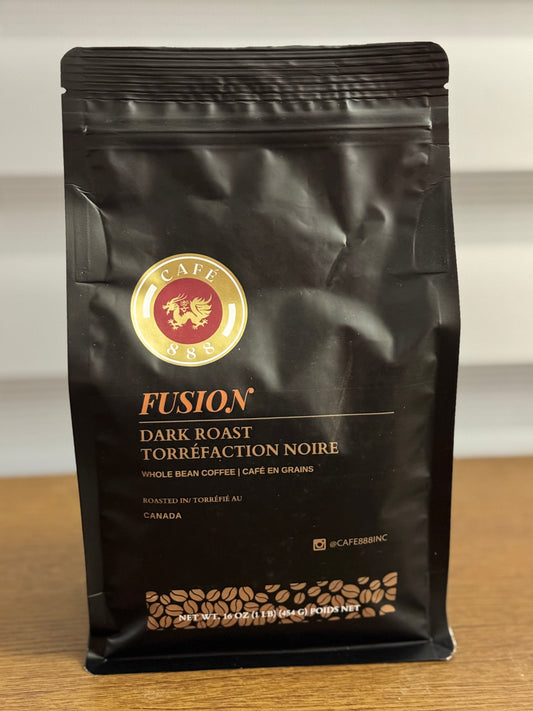 CAFÉ
888
FUSION
DARK ROAST
TORRÉFACTION NOIRE
WHOLE BEAN COFFEE | CAFÉ EN GRAINS
ROASTED IN/ TORRÉFIÉ AU
CANADA
@CAFE888INC
NET WT. 16 OZ (1 LB) (454 G) POIDS NET